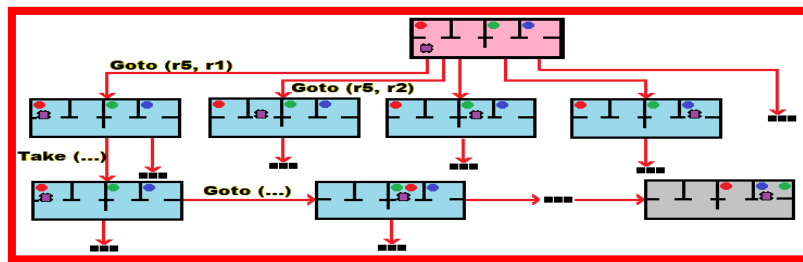 Goto (r5, r1)
Goto (r5, r2)
Take (...)
Goto (...)